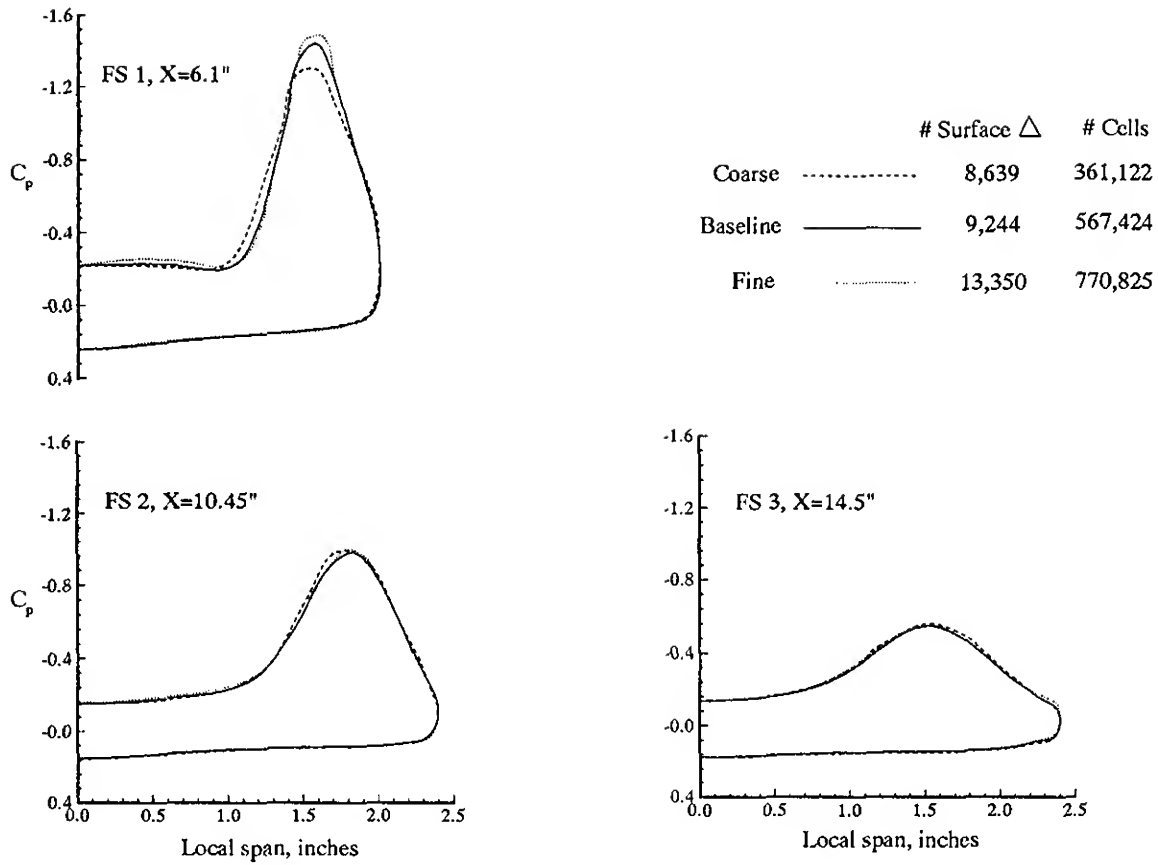 -1.6
FS 1, X=6.1"
-1.2
-0.8
C_p
-0.4
-0.0
0.4
# Surface △ # Cells
Coarse 8,639 361,122
Baseline 9,244 567,424
Fine 13,350 770,825
-1.6
FS 2, X=10.45"
-1.2
-0.8
C_p
-0.4
-0.0
0.4
0.0 0.5 1.0 1.5 2.0 2.5
Local span, inches
-1.6
FS 3, X=14.5"
-1.2
-0.8
-0.4
-0.0
0.4
0.0 0.5 1.0 1.5 2.0 2.5
Local span, inches